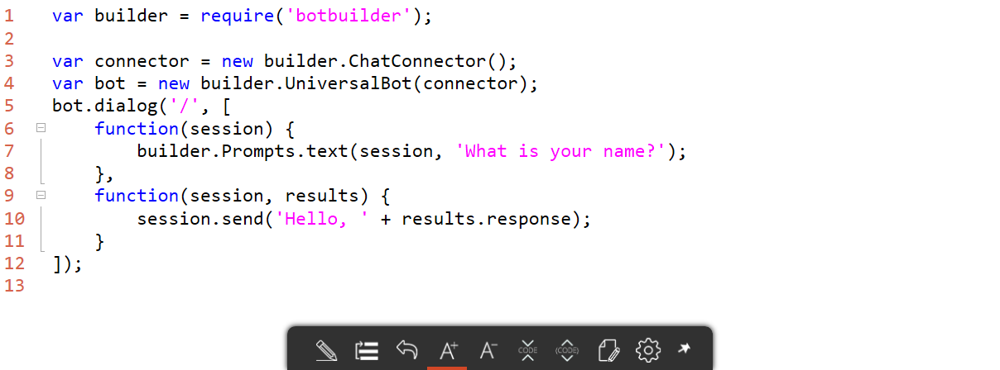 1 var builder = require('botbuilder');
2
3 var connector = new builder.ChatConnector();
4 var bot = new builder.UniversalBot(connector);
5 bot.dialog('/', [
6     function(session) {
7         builder.Prompts.text(session, 'What is your name?');
8     },
9     function(session, results) {
10         session.send('Hello, ' + results.response);
11     }
12 ]);
13
A+ A- CODE (CODE)